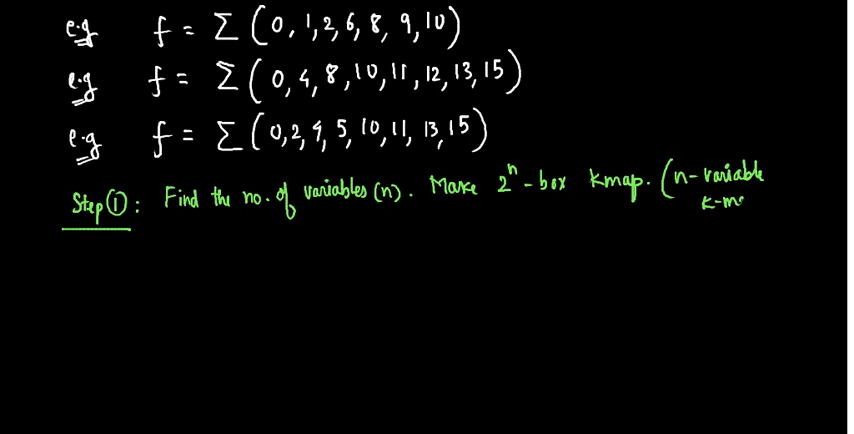 e.g f = Σ (0, 1, 2, 6, 8, 9, 10)
e.g f = Σ (0, 4, 8, 10, 11, 12, 13, 15)
e.g f = Σ (0, 2, 4, 5, 10, 11, 13, 15)
Step ①: Find the no. of variables (n). Make 2ⁿ-box kmap. (n-variable
k-m